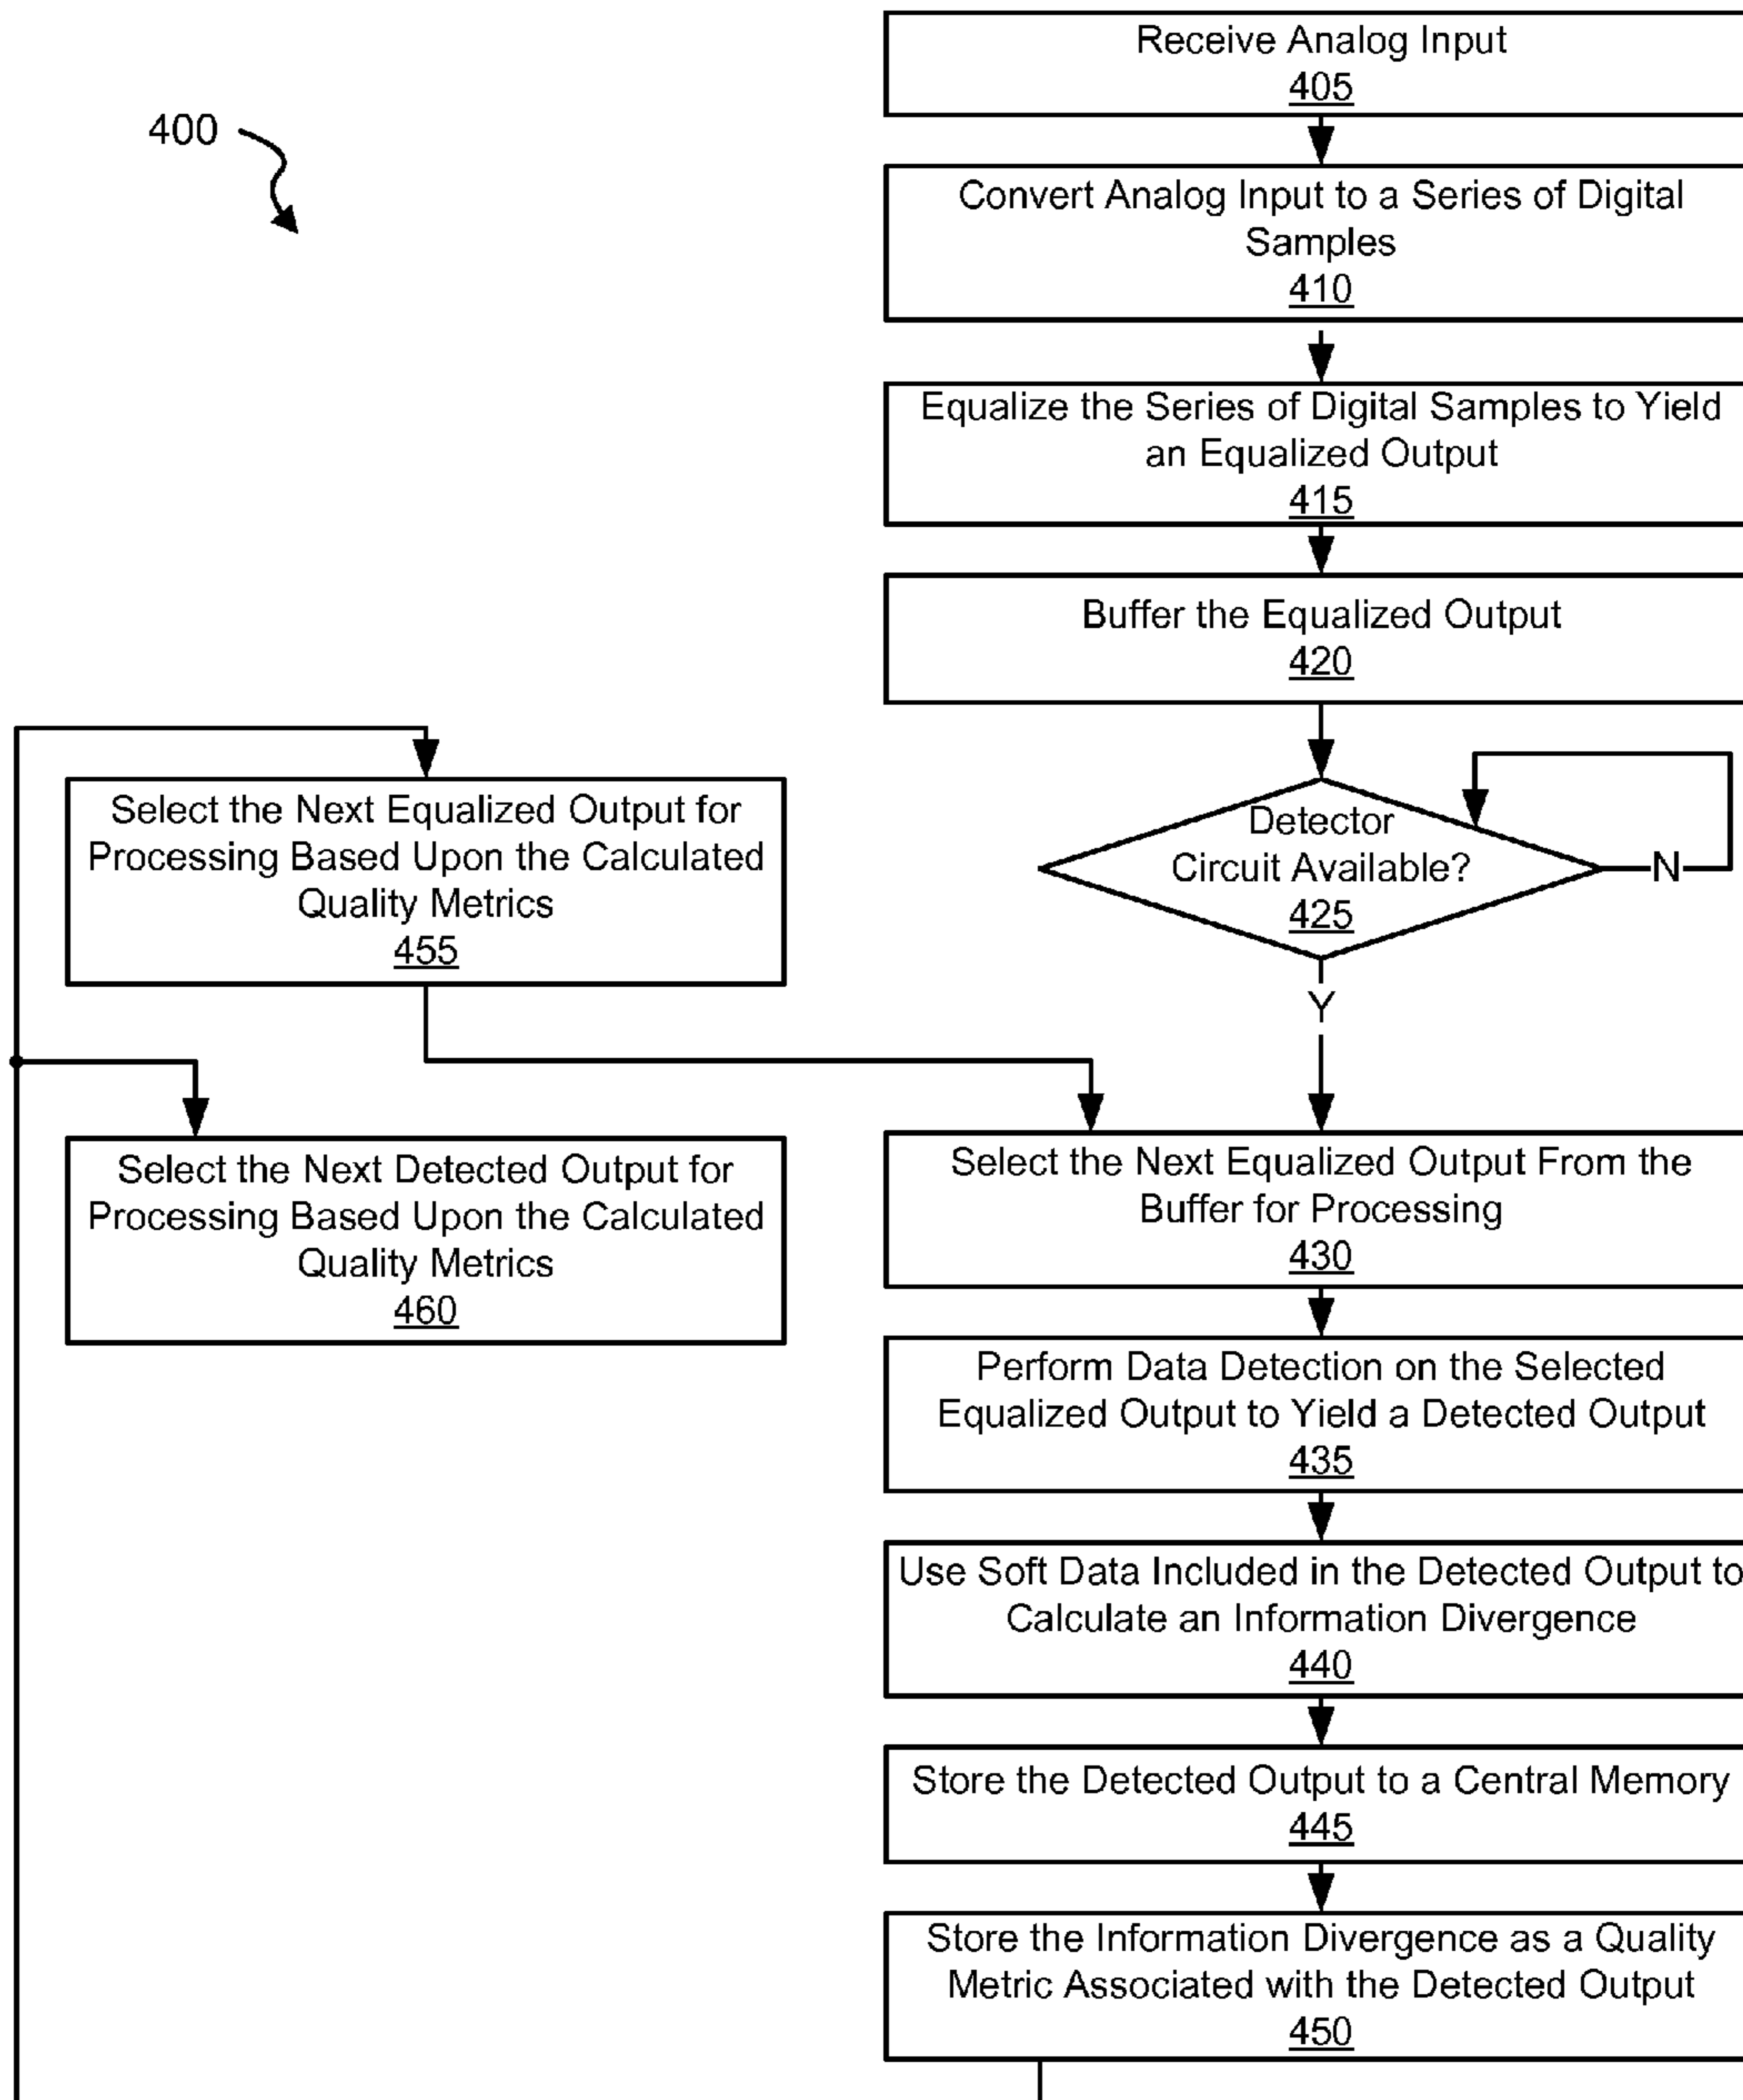 400
Receive Analog Input
405
Convert Analog Input to a Series of Digital
Samples
410
Equalize the Series of Digital Samples to Yield
an Equalized Output
415
Buffer the Equalized Output
420
Detector
Circuit Available?
425
N
Y
Select the Next Equalized Output for
Processing Based Upon the Calculated
Quality Metrics
455
Select the Next Detected Output for
Processing Based Upon the Calculated
Quality Metrics
460
Select the Next Equalized Output From the
Buffer for Processing
430
Perform Data Detection on the Selected
Equalized Output to Yield a Detected Output
435
Use Soft Data Included in the Detected Output to
Calculate an Information Divergence
440
Store the Detected Output to a Central Memory
445
Store the Information Divergence as a Quality
Metric Associated with the Detected Output
450